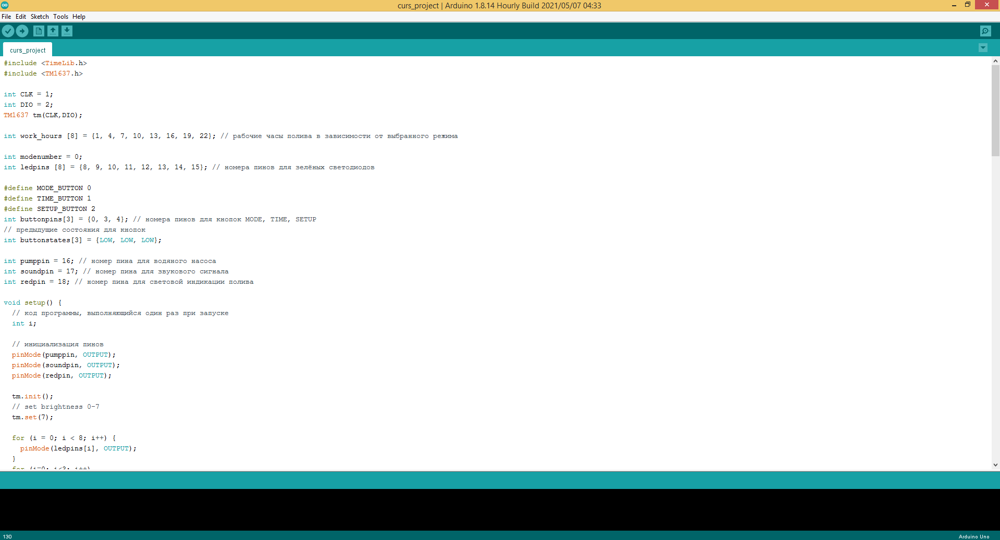 curs_project | Arduino 1.8.14 Hourly Build 2021/05/07 04:33
File Edit Sketch Tools Help
curs_project
#include <TimeLib.h>
#include <TM1637.h>
int CLK = 1;
int DIO = 2;
TM1637 tm(CLK,DIO);
int work_hours [8] = {1, 4, 7, 10, 13, 16, 19, 22}; // рабочие часы полива в зависимости от выбранного режима
int modenumber = 0;
int ledpins [8] = {8, 9, 10, 11, 12, 13, 14, 15}; // номера пинов для зелёных светодиодов
#define MODE_BUTTON 0
#define TIME_BUTTON 1
#define SETUP_BUTTON 2
int buttonpins[3] = {0, 3, 4}; // номера пинов для кнопок MODE, TIME, SETUP
// предыдущие состояния для кнопок
int buttonstates[3] = {LOW, LOW, LOW};
int pumppin = 16; // номер пина для водяного насоса
int soundpin = 17; // номер пина для звукового сигнала
int redpin = 18; // номер пина для световой индикации полива
void setup() {
// код программы, выполняющийся один раз при запуске
int i;
// инициализация пинов
pinMode(pumppin, OUTPUT);
pinMode(soundpin, OUTPUT);
pinMode(redpin, OUTPUT);
tm.init();
// set brightness 0-7
tm.set(7);
for (i = 0; i < 8; i++) {
pinMode(ledpins[i], OUTPUT);
}
for (i=0; i<3; i++)
130
Arduino Uno